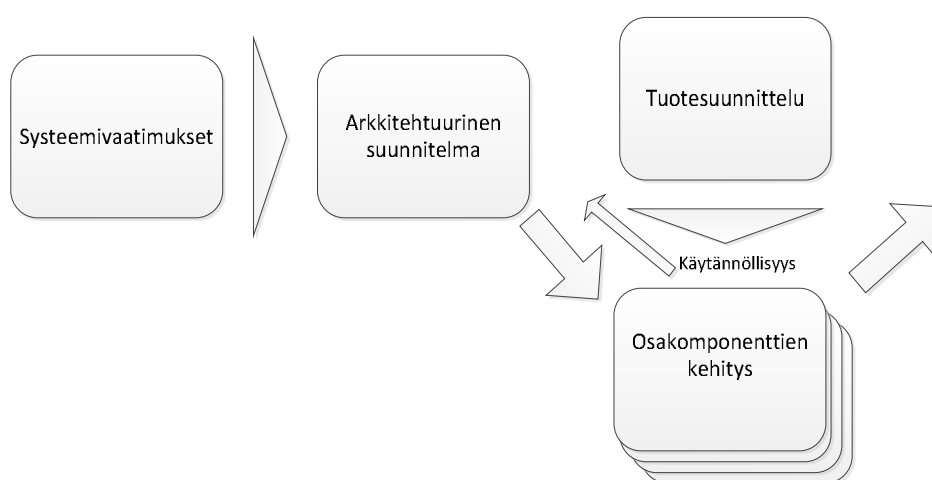 Systeemivaatimukset
Arkkitehtuurinen
suunnitelma
Tuotesuunnittelu
Käytännöllisyys
Osakomponenttien
kehitys